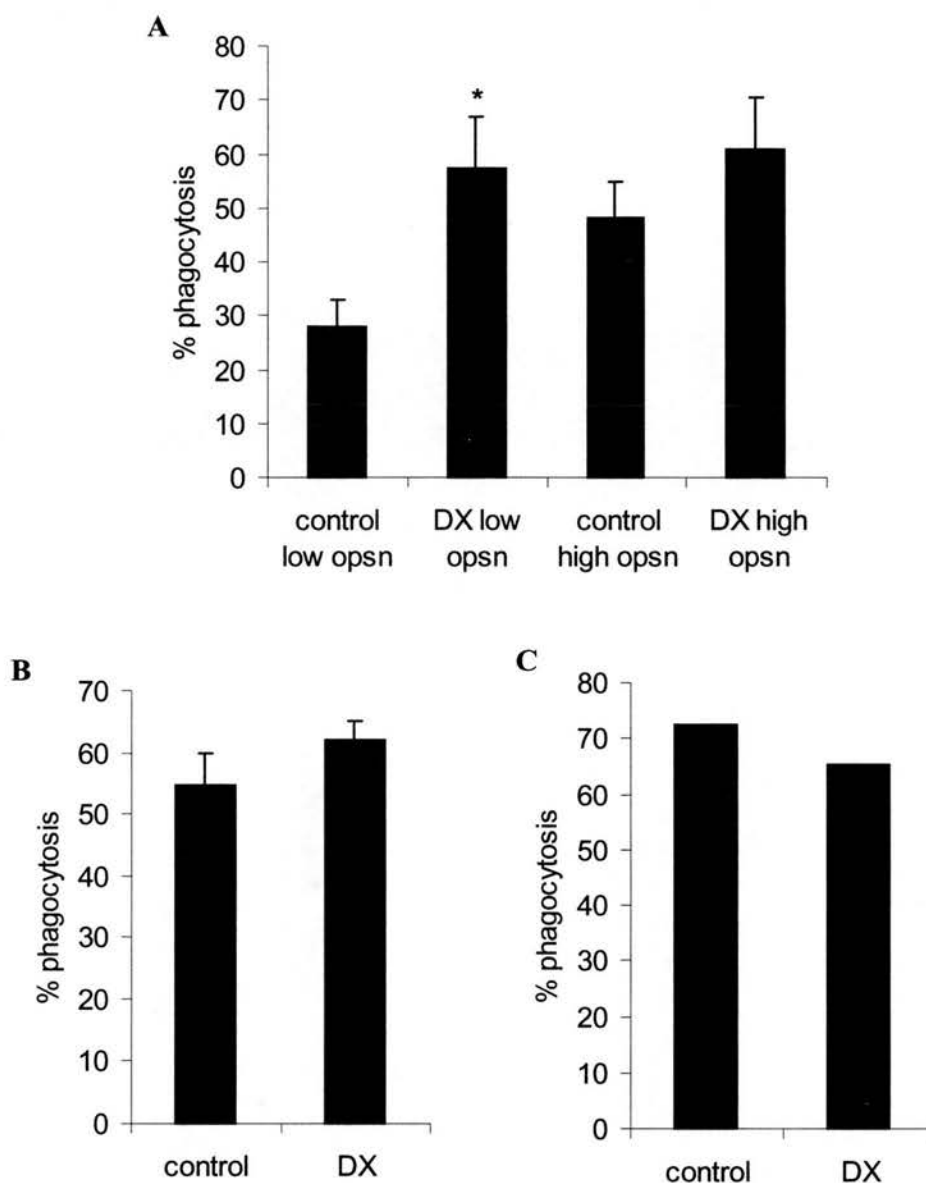 A
80
70
60
50
40
30
20
10
0
% phagocytosis
*
control
low opsn
DX low
opsn
control
high opsn
DX high
opsn
B
70
60
50
40
30
20
10
0
% phagocytosis
control
DX
C
80
70
60
50
40
30
20
10
0
% phagocytosis
control
DX